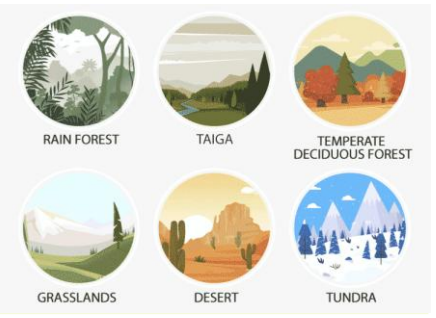 RAIN FOREST
TAIGA
TEMPERATE
DECIDUOUS FOREST
GRASSLANDS
DESERT
TUNDRA